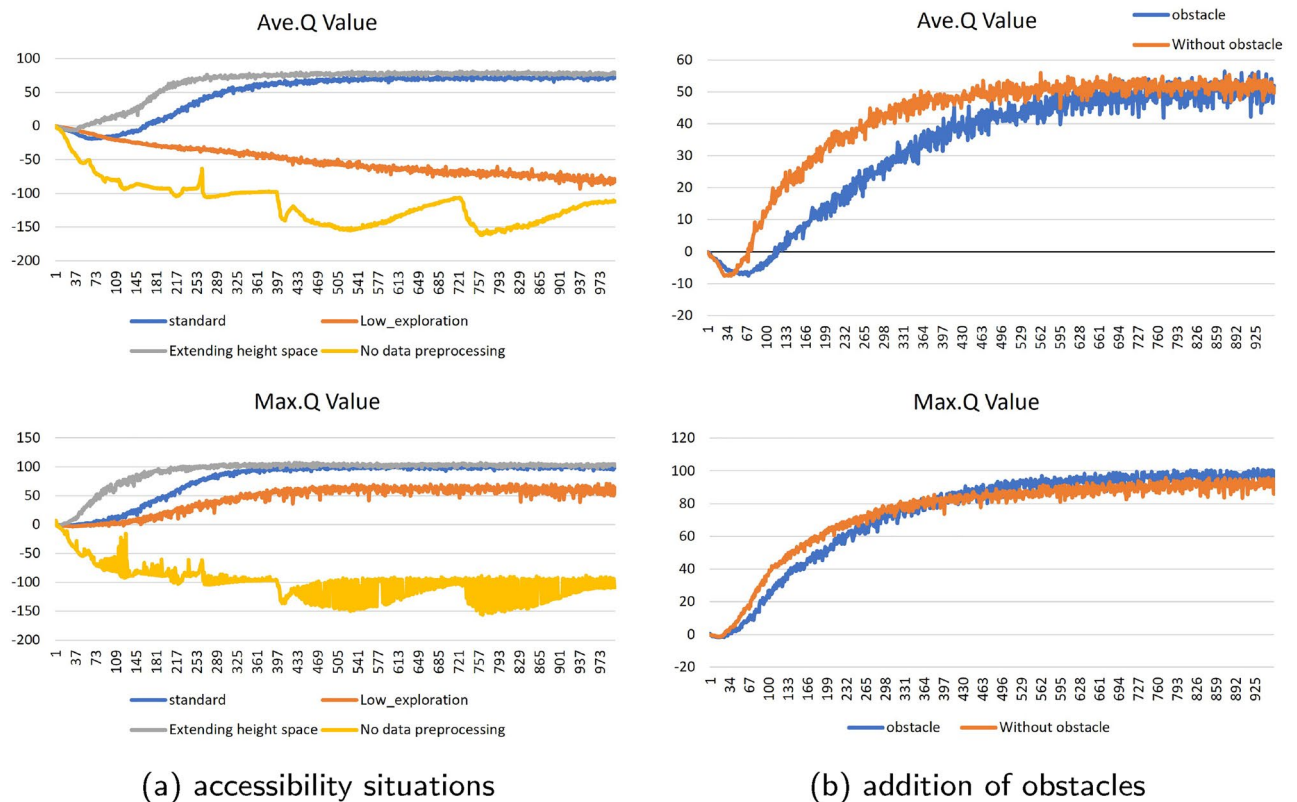 Ave.Q Value
100
50
0
-50
-100
-150
-200
1 37 73 109 145 181 217 253 289 325 361 397 433 469 505 541 577 613 649 685 721 757 793 829 865 901 937 973
standard Low_exploration
Extending height space No data preprocessing
Max.Q Value
150
100
50
0
-50
-100
-150
-200
1 37 73 109 145 181 217 253 289 325 361 397 433 469 505 541 577 613 649 685 721 757 793 829 865 901 937 973
standard Low_exploration
Extending height space No data preprocessing
(a) accessibility situations
Ave.Q Value
obstacle
Without obstacle
60
50
40
30
20
10
0
-10
-20
1 34 67 100 133 166 199 232 265 298 331 364 397 430 463 496 529 562 595 628 661 694 727 760 793 826 859 892 925
Max.Q Value
120
100
80
60
40
20
0
-20
1 34 67 100 133 166 199 232 265 298 331 364 397 430 463 496 529 562 595 628 661 694 727 760 793 826 859 892 925
obstacle Without obstacle
(b) addition of obstacles